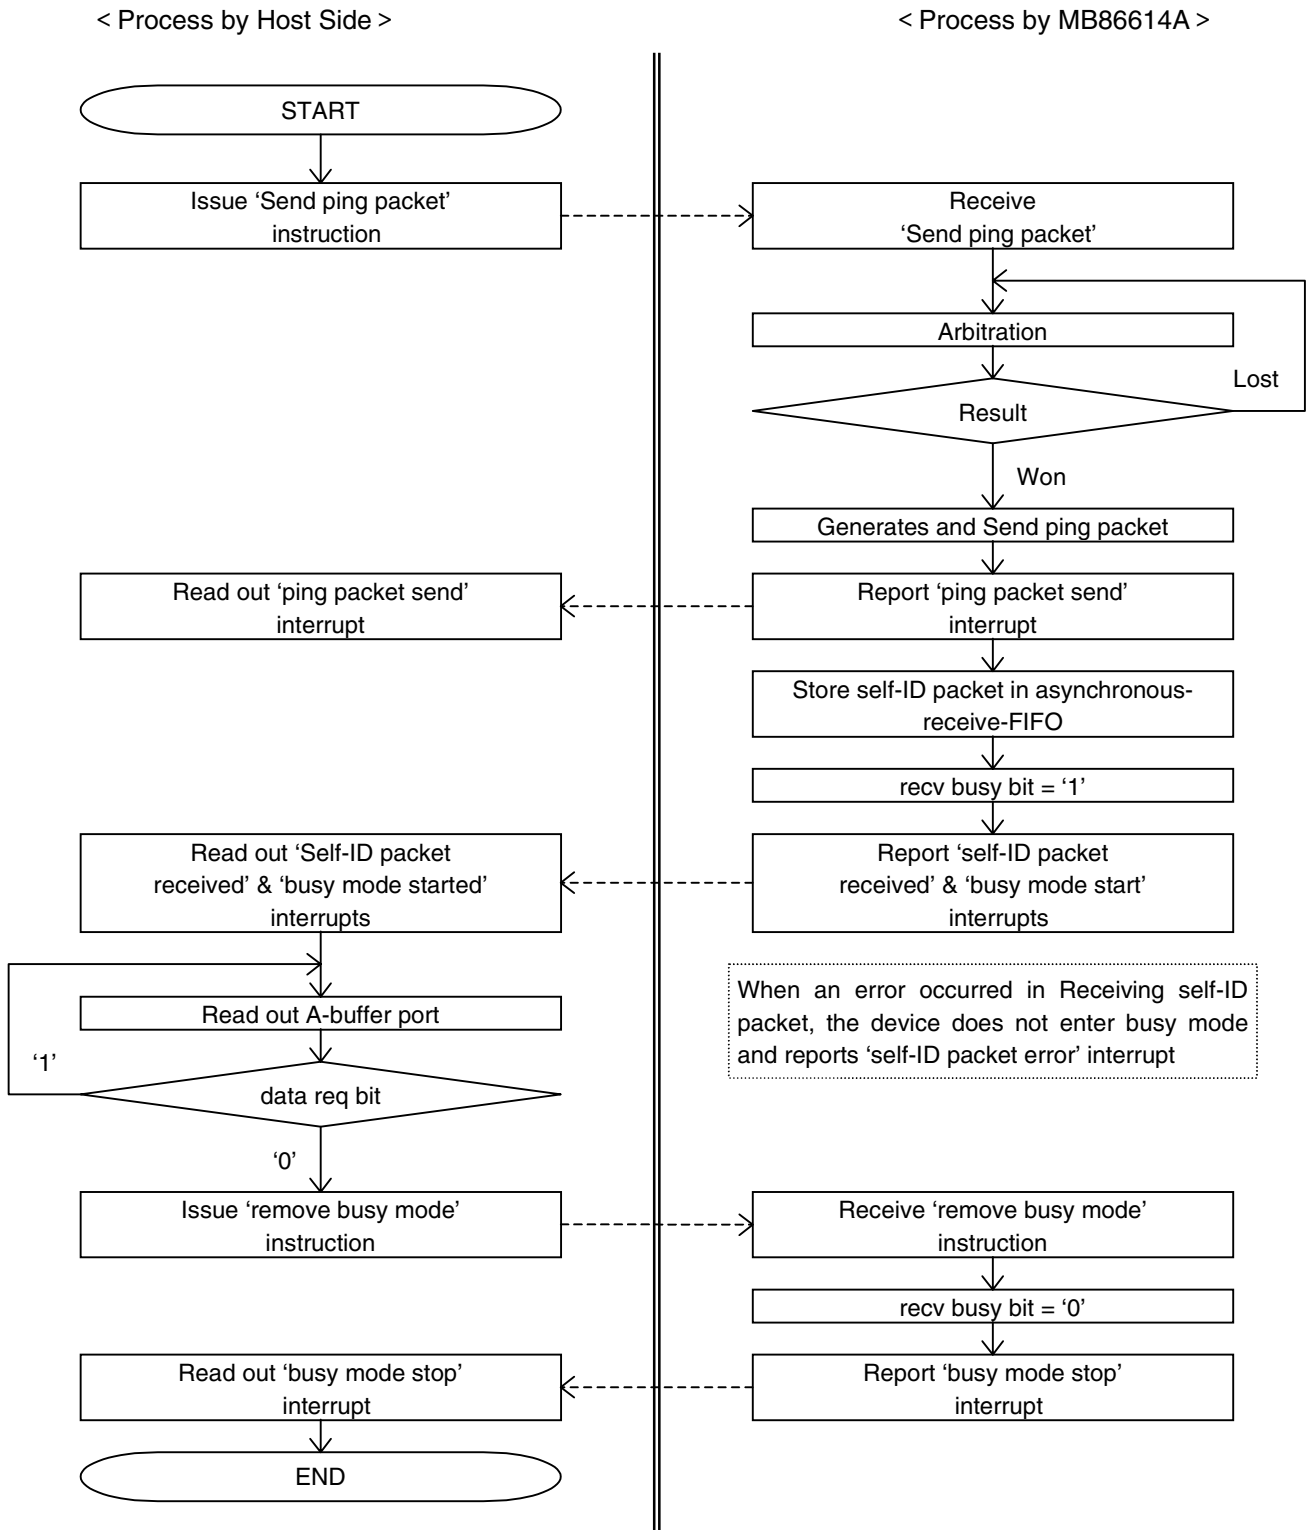 < Process by Host Side >
< Process by MB86614A >
START
Issue ‘Send ping packet’
instruction
Receive
‘Send ping packet’
Arbitration
Lost
Result
Won
Generates and Send ping packet
Read out ‘ping packet send’
interrupt
Report ‘ping packet send’
interrupt
Store self-ID packet in asynchronous-
receive-FIFO
recv busy bit = ‘1’
Read out ‘Self-ID packet
received’ & ‘busy mode started’
interrupts
Report ‘self-ID packet
received’ & ‘busy mode start’
interrupts
When an error occurred in Receiving self-ID
packet, the device does not enter busy mode
and reports ‘self-ID packet error’ interrupt
Read out A-buffer port
‘1’
data req bit
‘0’
Issue ‘remove busy mode’
instruction
Receive ‘remove busy mode’
instruction
recv busy bit = ‘0’
Read out ‘busy mode stop’
interrupt
Report ‘busy mode stop’
interrupt
END